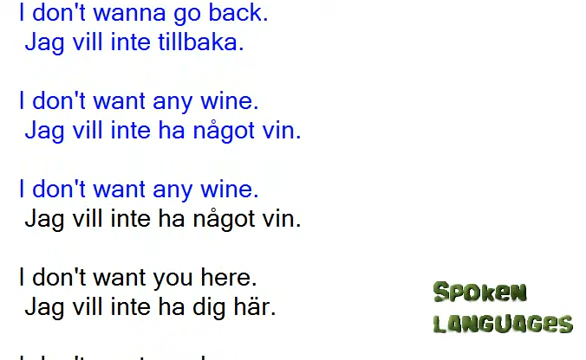 I don't wanna go back.
Jag vill inte tillbaka.
I don't want any wine.
Jag vill inte ha något vin.
I don't want any wine.
Jag vill inte ha något vin.
I don't want you here.
Jag vill inte ha dig här.
Spoken
Languages